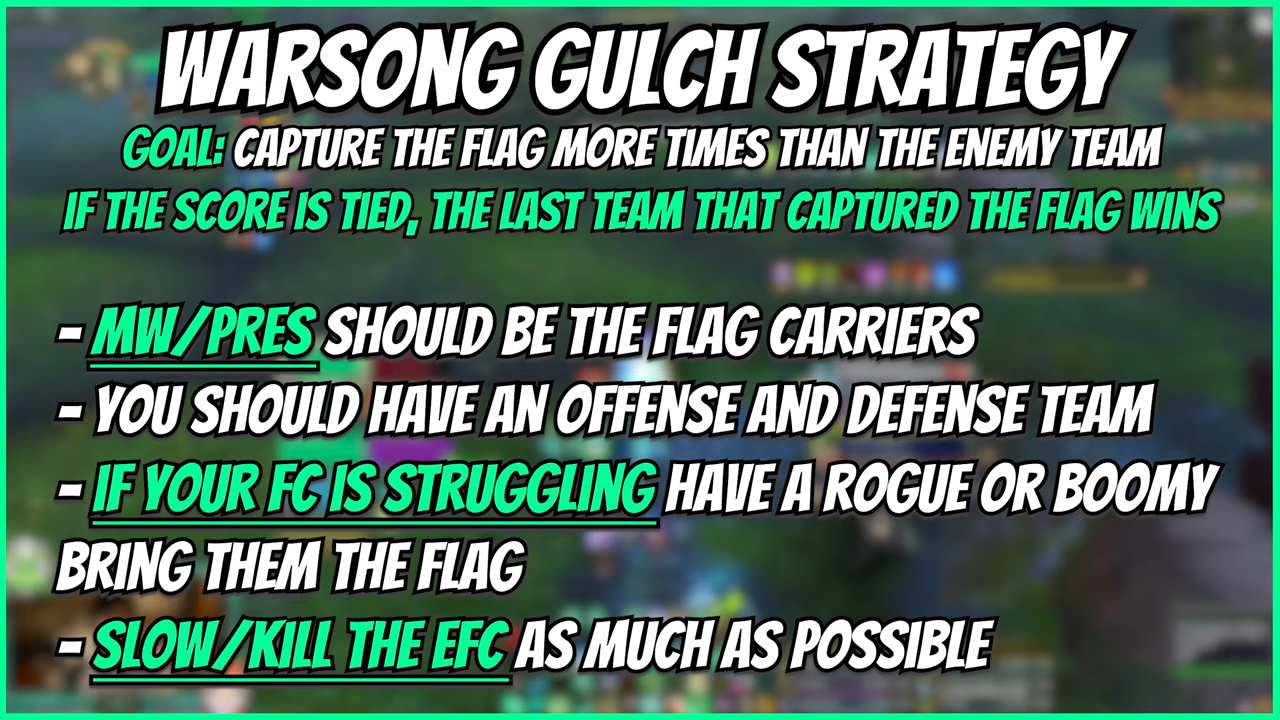 WARSONG GULCH STRATEGY
GOAL: CAPTURE THE FLAG MORE TIMES THAN THE ENEMY TEAM
IF THE SCORE IS TIED, THE LAST TEAM THAT CAPTURED THE FLAG WINS
- MW/PRES SHOULD BE THE FLAG CARRIERS
- YOU SHOULD HAVE AN OFFENSE AND DEFENSE TEAM
- IF YOUR FC IS STRUGGLING HAVE A ROGUE OR BOOMY
BRING THEM THE FLAG
- SLOW/KILL THE EFC AS MUCH AS POSSIBLE